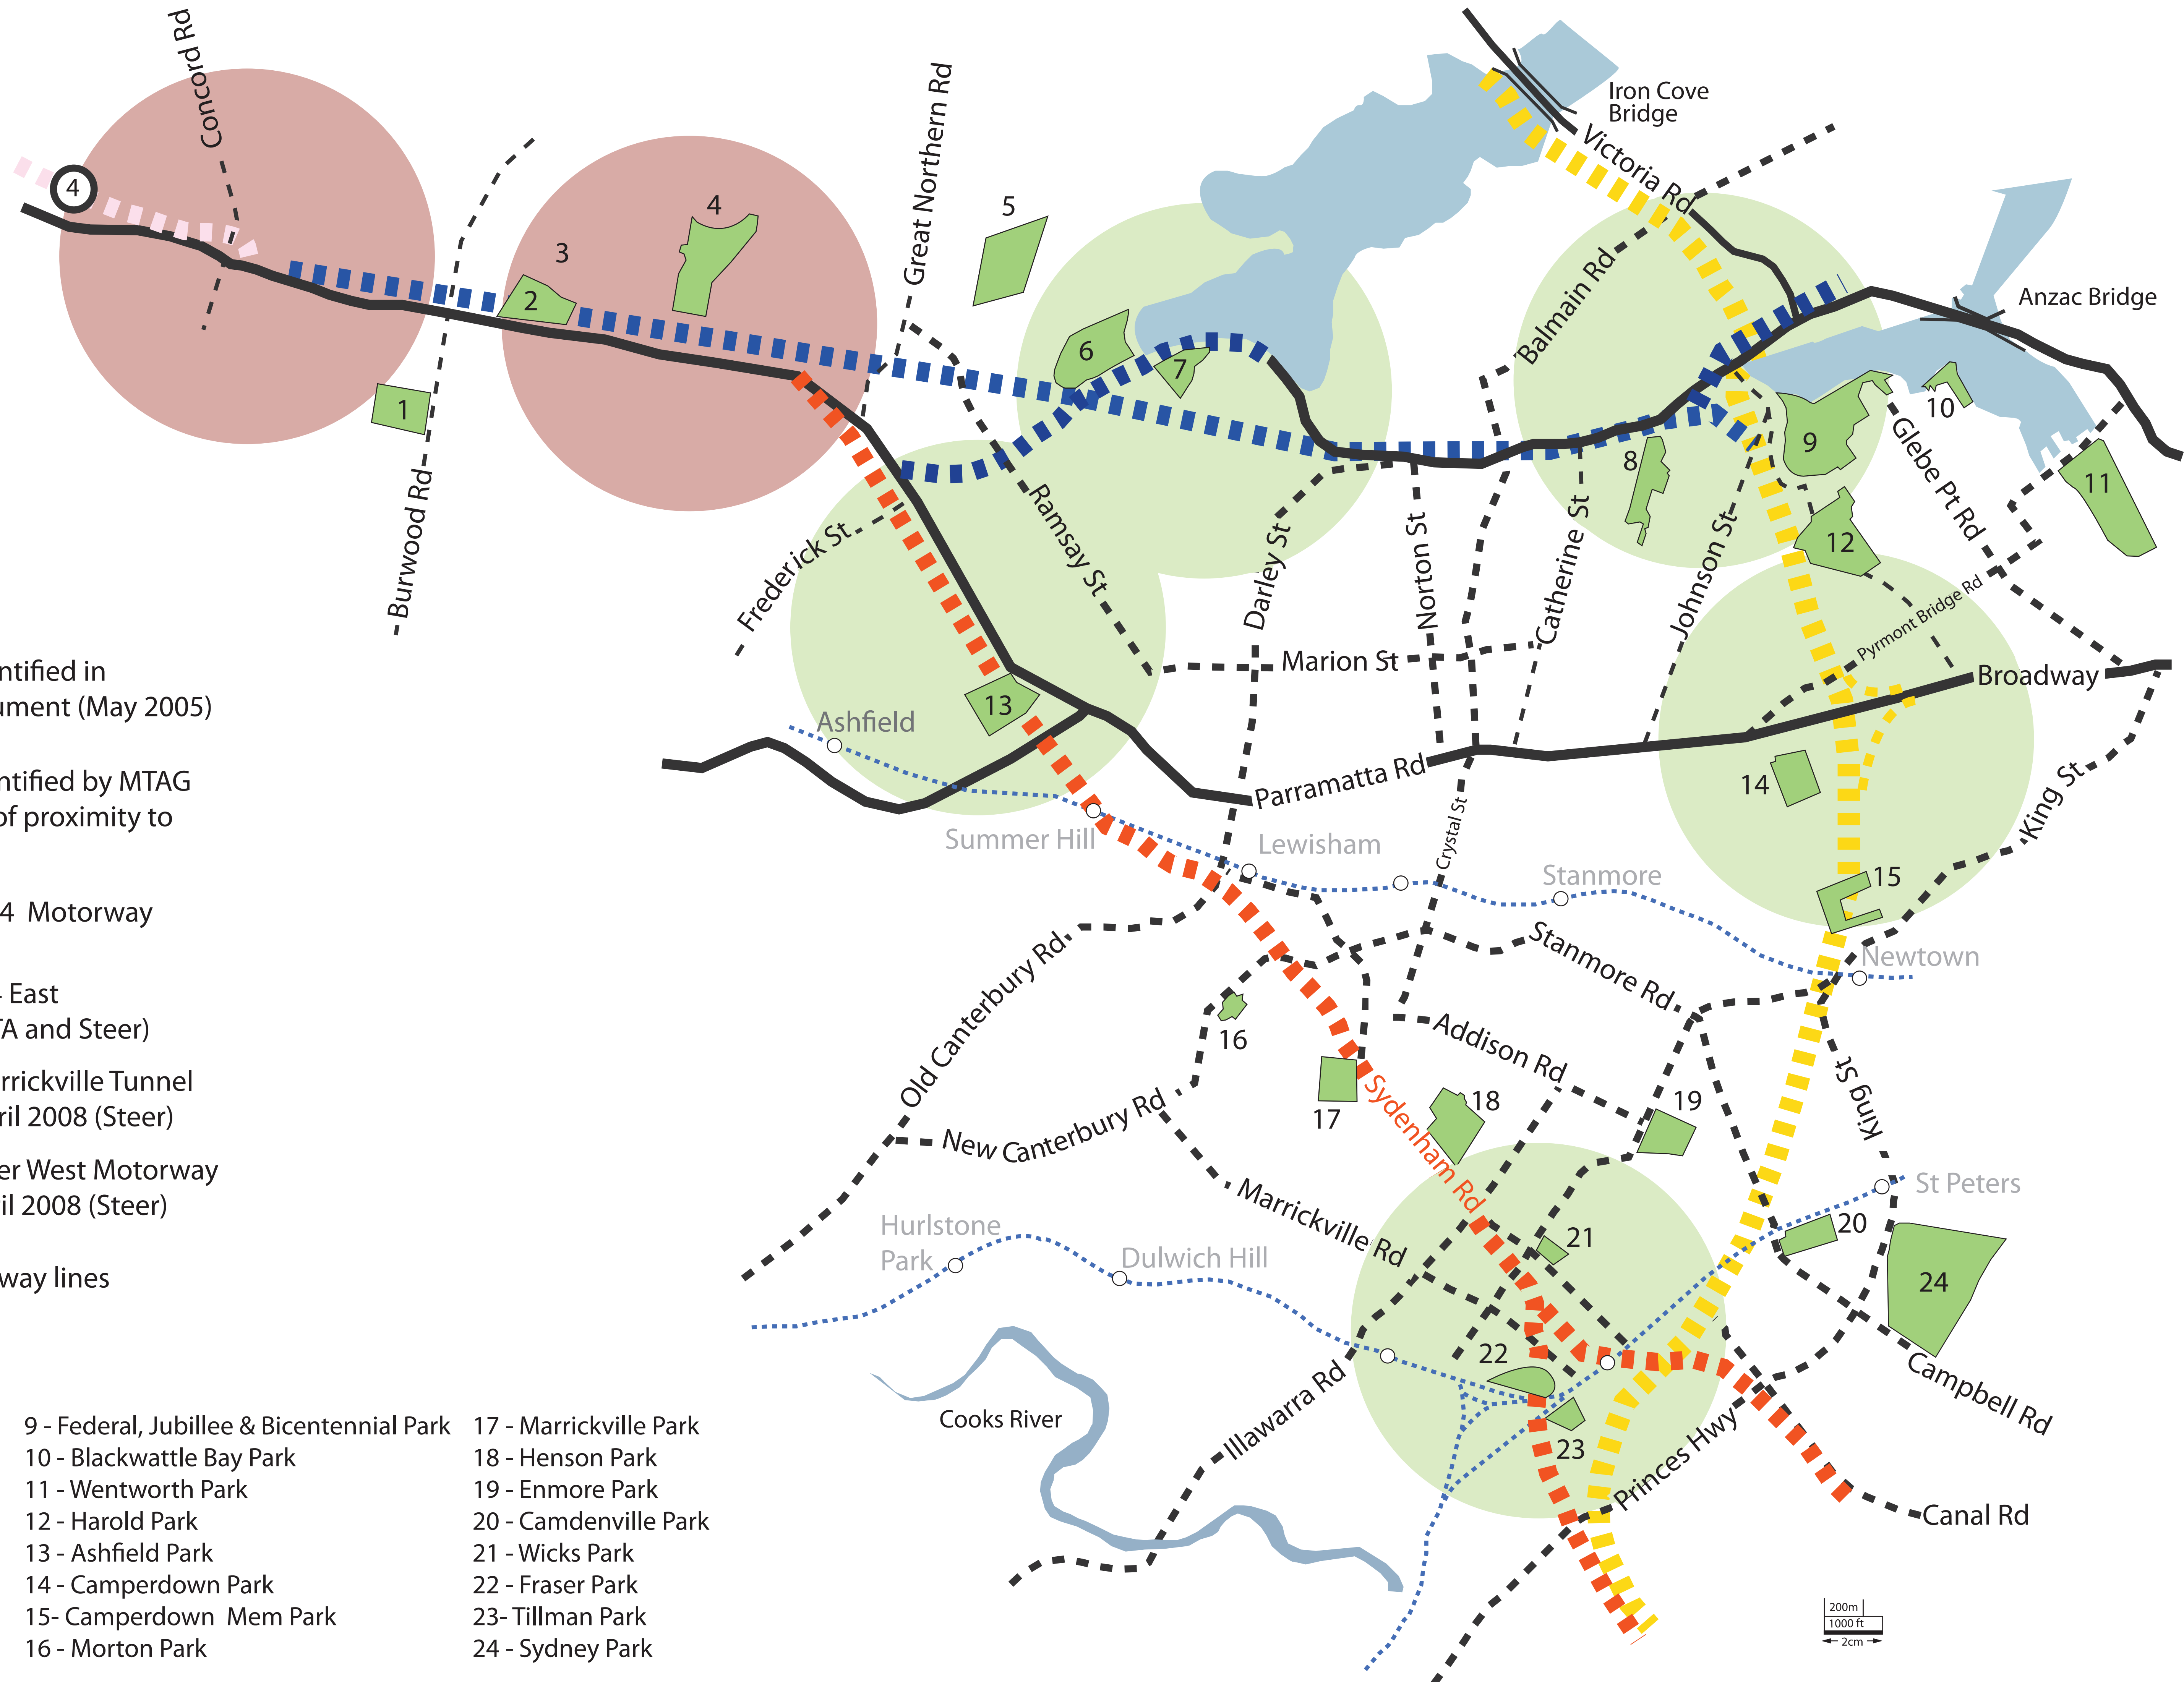 Concord Rd
4
Great Northern Rd
Iron Cove
Bridge
Victoria Rd
Balmain Rd
Anzac Bridge
1
2
3
4
5
6
7
8
9
10
11
12
Glebe Pt Rd
Burwood Rd
Frederick St
Ramsay St
Darley St
Norton St
Catherine St
Johnson St
Pyrmont Bridge Rd
Marion St
Broadway
13
Ashfield
Parramatta Rd
Crystal St
14
King St
Summer Hill
Lewisham
Stanmore
15
Newtown
Stanmore Rd
Old Canterbury Rd
16
Addison Rd
King St
New Canterbury Rd
17
Sydenham Rd
18
19
Marrickville Rd
St Peters
Hurlstone
Park
Dulwich Hill
20
21
24
22
Campbell Rd
Illawarra Rd
23
Princes Hwy
Canal Rd
Cooks River
ntified in
ument (May 2005)
ntified by MTAG
of proximity to
4 Motorway
East
TA and Steer)
rrickville Tunnel
ril 2008 (Steer)
er West Motorway
ril 2008 (Steer)
way lines
9 - Federal, Jubillee & Bicentennial Park
10 - Blackwattle Bay Park
11 - Wentworth Park
12 - Harold Park
13 - Ashfield Park
14 - Camperdown Park
15- Camperdown Mem Park
16 - Morton Park
17 - Marrickville Park
18 - Henson Park
19 - Enmore Park
20 - Camdenville Park
21 - Wicks Park
22 - Fraser Park
23- Tillman Park
24 - Sydney Park
200m
1000 ft
2cm